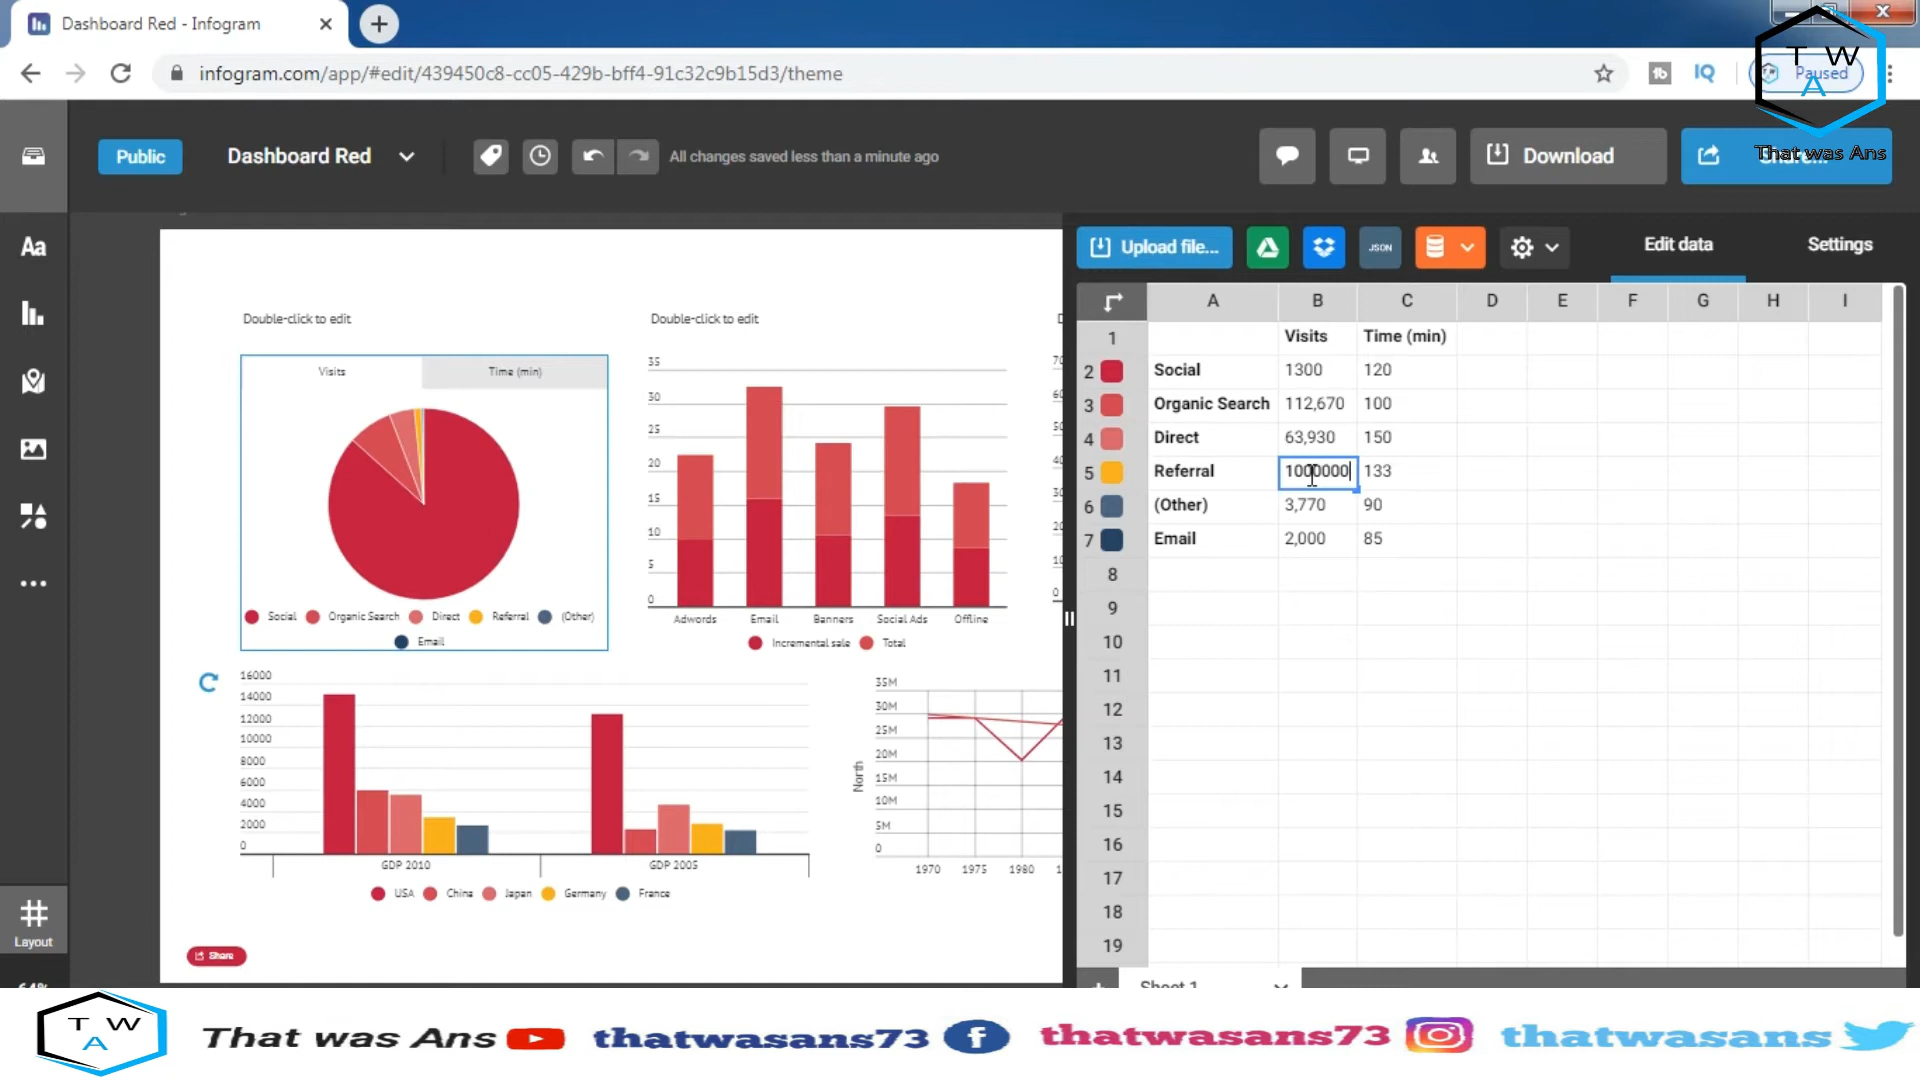 Dashboard Red - Infogram
infogram.com/app/#edit/439450c8-cc05-429b-bff4-91c32c9b15d3/theme
IQ
Paused
T W
A
That was Ans
Public
Dashboard Red
All changes saved less than a minute ago
Download
Aa
Upload file...
JSON
Edit data
Settings
Double-click to edit
Double-click to edit
Visits
Time (min)
Social
Organic Search
Direct
Referral
(Other)
Email
35
30
25
20
15
10
5
0
Adwords
Email
Banners
Social Ads
Offline
Incremental sale
Total
16000
14000
12000
10000
8000
6000
4000
2000
0
GDP 2010
GDP 2005
USA
China
Japan
Germany
France
North
35M
30M
25M
20M
15M
10M
5M
0
1970
1975
1980
Share
Layout
A B C D E F G H I
1 Visits Time (min)
2 Social 1300 120
3 Organic Search 112,670 100
4 Direct 63,930 150
5 Referral 1000000 133
6 (Other) 3,770 90
7 Email 2,000 85
8
9
10
11
12
13
14
15
16
17
18
19
Sheet 1
T W
A
That was Ans
thatwasans73
thatwasans73
thatwasans